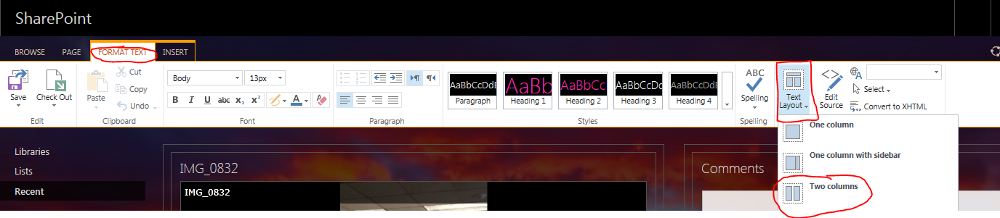 SharePoint
BROWSE PAGE FORMAT TEXT INSERT
Save
Check Out
Edit
Paste
Cut
Copy
Undo
Clipboard
Body 13px
B I U abc x₂ x² A
Font
Paragraph
AaBbCcDdE
Paragraph
AaBb
Heading 1
AaBbCc
Heading 2
AaBbCcDd
Heading 3
AaBbCcDdE
Heading 4
Styles
ABC
Spelling
Spelling
Text
Layout
Edit
Source
Select
Convert to XHTML
One column
One column with sidebar
Two columns
Libraries
Lists
Recent
IMG_0832
IMG_0832
Comments